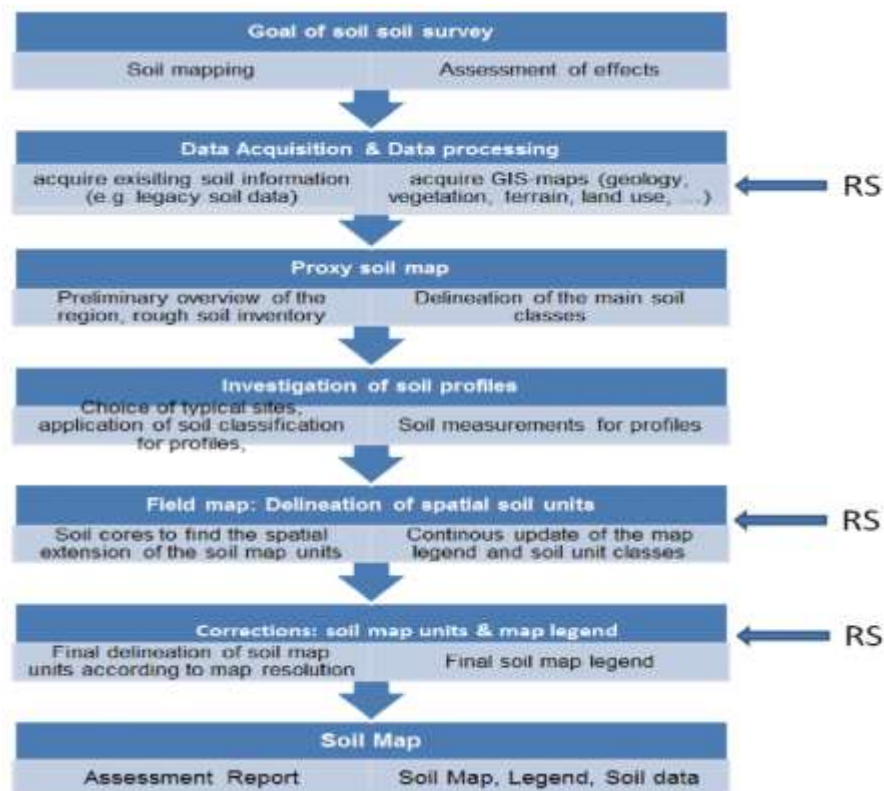 Goal of soil soil survey
Soil mapping
Assessment of effects
Data Acquisition & Data processing
acquire exisiting soil information
(e.g. legacy soil data)
acquire GIS-maps (geology,
vegetation, terrain, land use, ...)
RS
Proxy soil map
Preliminary overview of the
region, rough soil inventory
Delineation of the main soil
classes
Investigation of soil profiles
Choice of typical sites,
application of soil classification
for profiles,
Soil measurements for profiles
Field map: Delineation of spatial soil units
Soil cores to find the spatial
extension of the soil map units
Continous update of the map
legend and soil unit classes
RS
Corrections: soil map units & map legend
Final delineation of soil map
units according to map resolution
Final soil map legend
RS
Soil Map
Assessment Report
Soil Map, Legend, Soil data